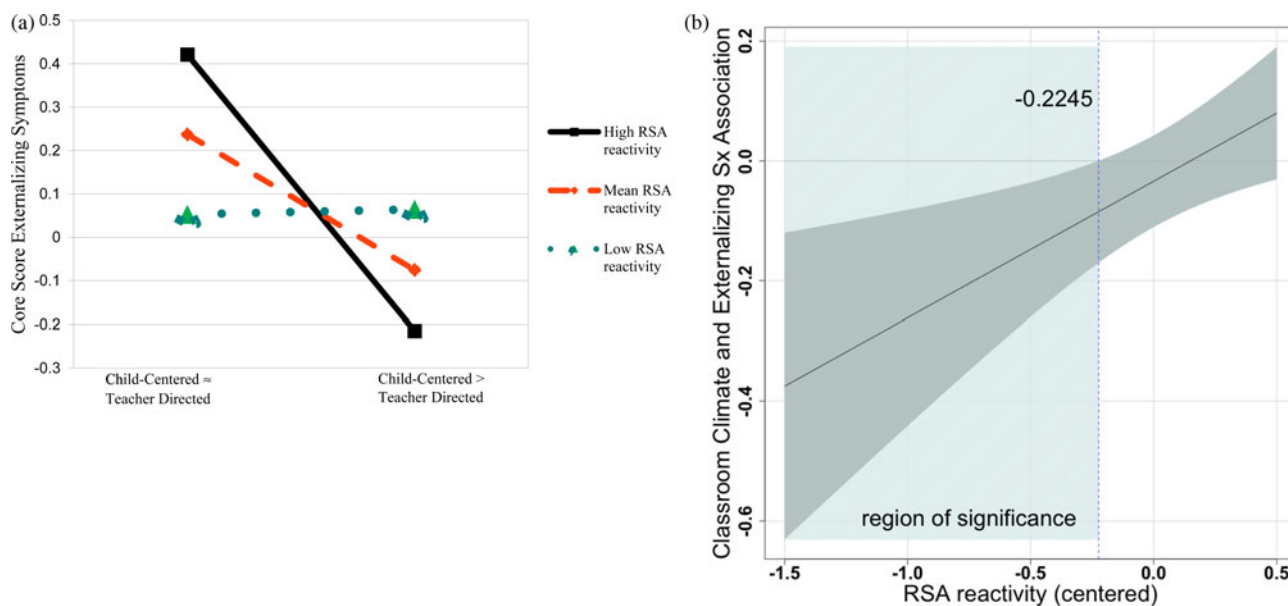 (a)
0.5
0.4
0.3
0.2
0.1
0
-0.1
-0.2
-0.3
Core Score Externalizing Symptoms
Child-Centered ≈
Teacher Directed
Child-Centered >
Teacher Directed
High RSA
reactivity
Mean RSA
reactivity
Low RSA
reactivity
(b)
0.2
0.0
-0.2
-0.4
-0.6
Classroom Climate and Externalizing Sx Association
-0.2245
region of significance
-1.5
-1.0
-0.5
0.0
0.5
RSA reactivity (centered)